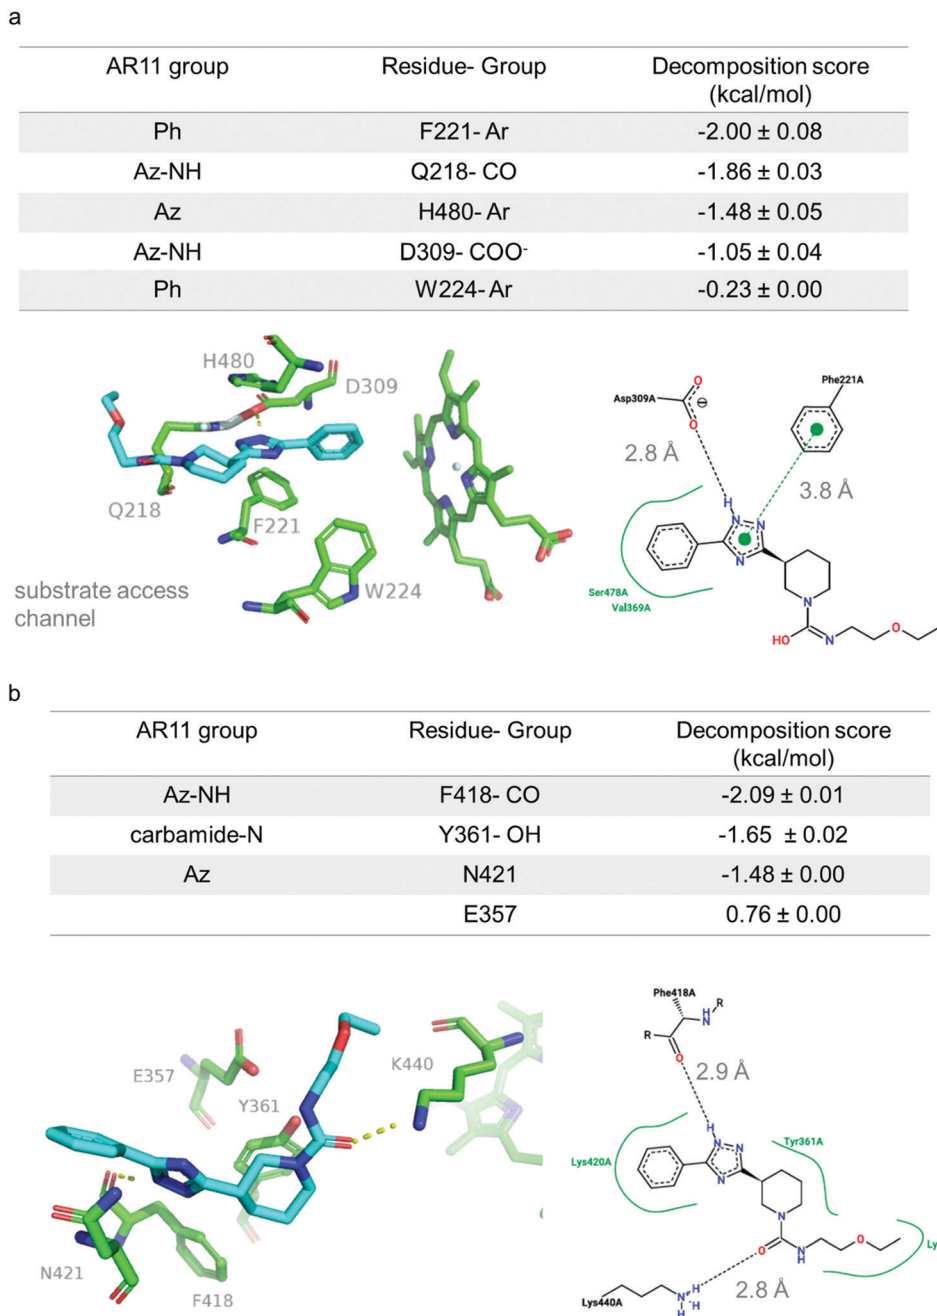 a
AR11 group Residue- Group Decomposition score
(kcal/mol)
Ph F221- Ar -2.00 ± 0.08
Az-NH Q218- CO -1.86 ± 0.03
Az H480- Ar -1.48 ± 0.05
Az-NH D309- COO- -1.05 ± 0.04
Ph W224- Ar -0.23 ± 0.00
H480
D309
Q218
F221
W224
substrate access
channel
Asp309A
O
⊖
O
Phe221A
2.8 Å
3.8 Å
H
N
N
N
Ser478A
Val369A
N
HO
N
O
b
AR11 group Residue- Group Decomposition score
(kcal/mol)
Az-NH F418- CO -2.09 ± 0.01
carbamide-N Y361- OH -1.65 ± 0.02
Az N421 -1.48 ± 0.00
E357 0.76 ± 0.00
E357
Y361
K440
N421
F418
Phe418A
R
N
H
R
O
2.9 Å
H
N
N
N
Lys420A
Tyr361A
N
O
N
H
O
Ly
Lys440A
N
H
H
H
+
2.8 Å